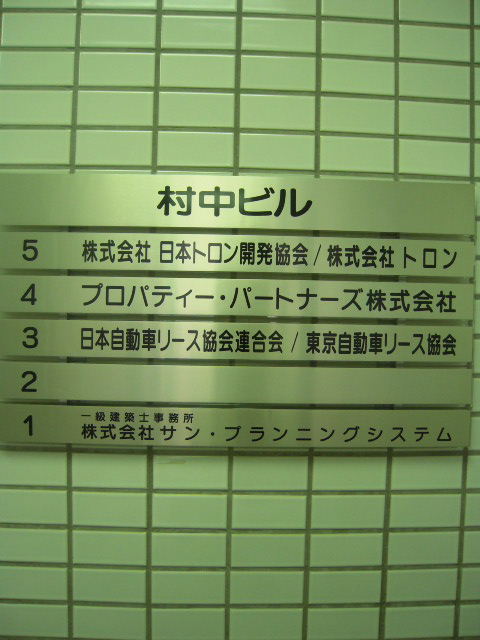 村中ビル
5 株式会社 日本トロン開発協会 / 株式会社 トロン
4 プロパティー・パートナーズ株式会社
3 日本自動車リース協会連合会 / 東京自動車リース協会
2
一級建築士事務所
1 株式会社サン・プランニングシステム